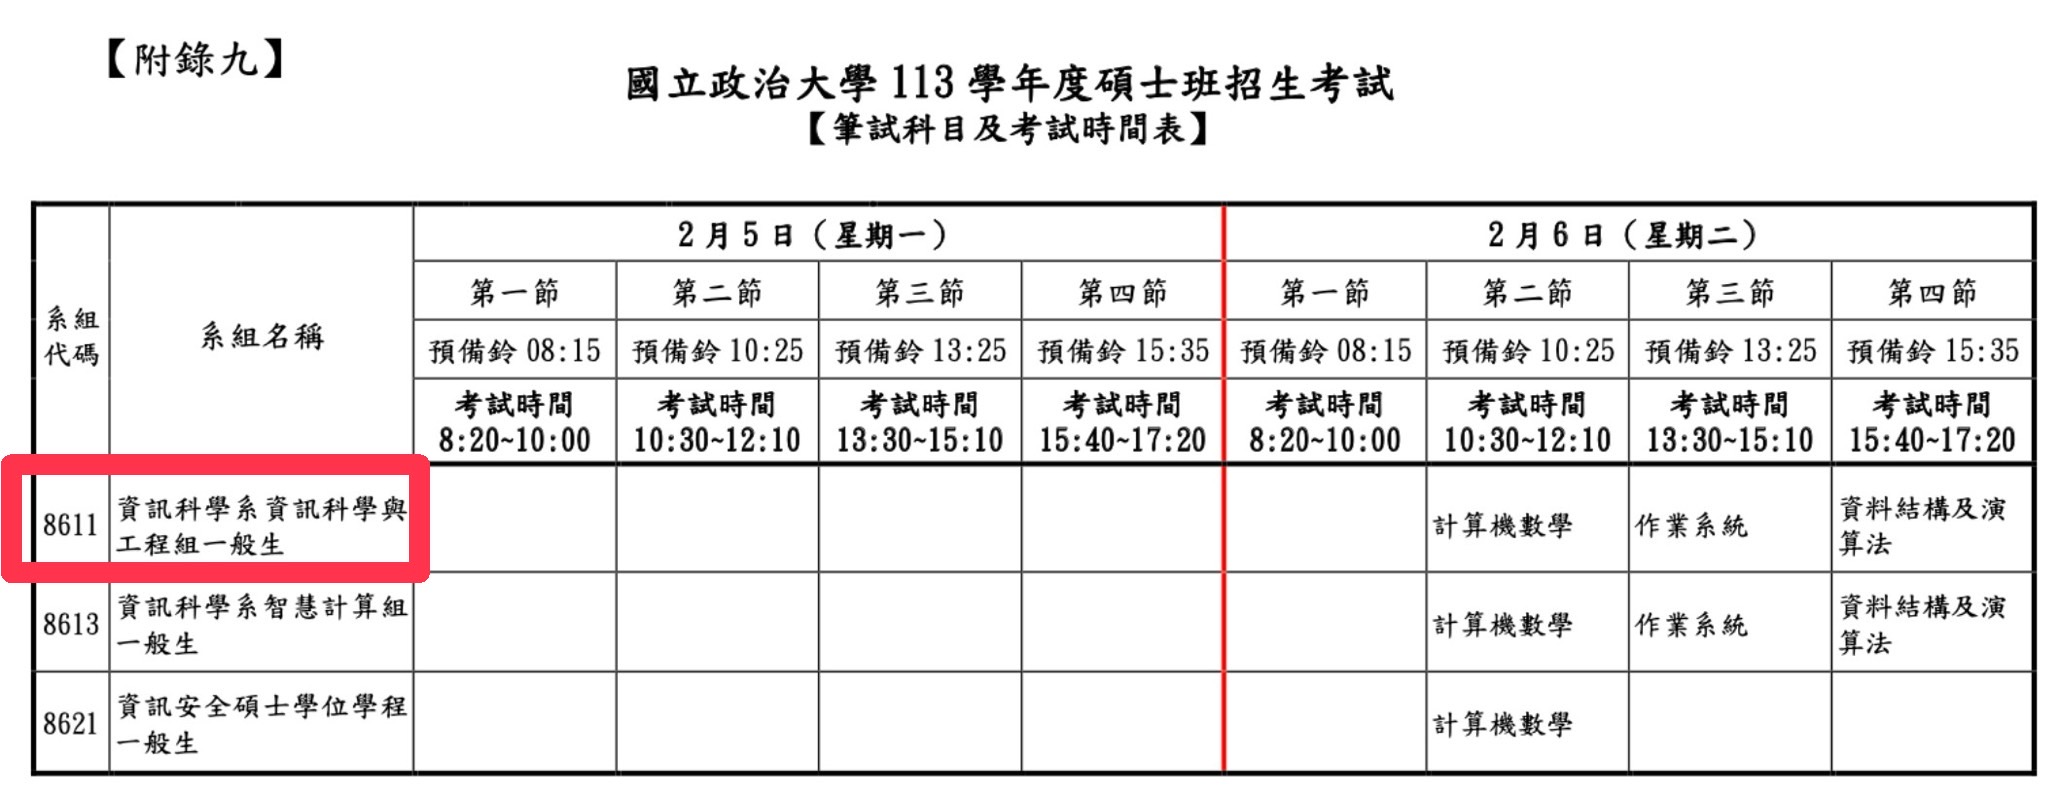 【附錄九】
國立政治大學 113 學年度碩士班招生考試
【筆試科目及考試時間表】
系組
代碼
系組名稱
2 月 5 日（星期一）
2 月 6 日（星期二）
第一節
第二節
第三節
第四節
第一節
第二節
第三節
第四節
預備鈴 08:15
預備鈴 10:25
預備鈴 13:25
預備鈴 15:35
預備鈴 08:15
預備鈴 10:25
預備鈴 13:25
預備鈴 15:35
考試時間
8:20~10:00
考試時間
10:30~12:10
考試時間
13:30~15:10
考試時間
15:40~17:20
考試時間
8:20~10:00
考試時間
10:30~12:10
考試時間
13:30~15:10
考試時間
15:40~17:20
8611
資訊科學系資訊科學與
工程組一般生
計算機數學
作業系統
資料結構及演
算法
8613
資訊科學系智慧計算組
一般生
計算機數學
作業系統
資料結構及演
算法
8621
資訊安全碩士學位學程
一般生
計算機數學